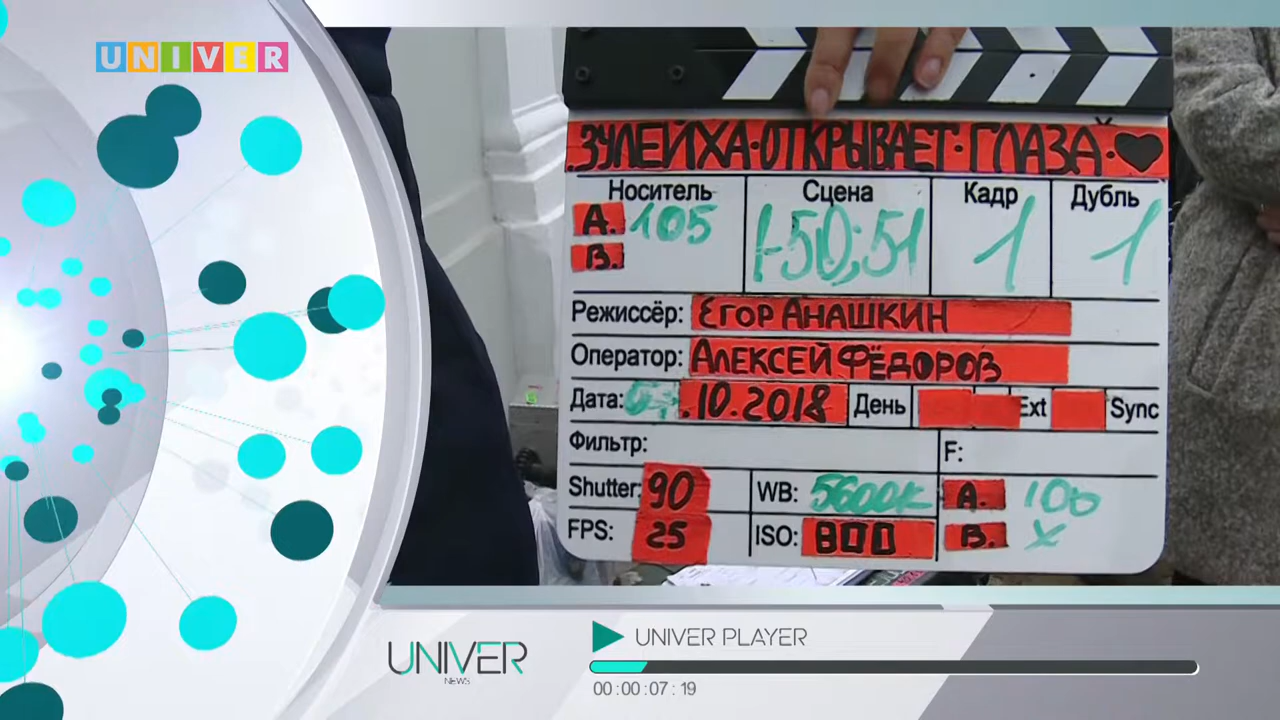 UNIVER
ЗУЛЕЙХА·ОТКРЫВАЕТ·ГЛАЗА
Носитель Сцена Кадр Дубль
A. 105 1-50;51 1 1
B.
Режиссёр: ЕГОР АНАШКИН
Оператор: АЛЕКСЕЙ ФЁДОРОВ
Дата: .10.2018 День Ext Sync
Фильтр: F:
Shutter: 90 WB: 5600K A. 100
FPS: 25 ISO: 800 B. X
UNIVER
NEWS
UNIVER PLAYER
00:00:07:19